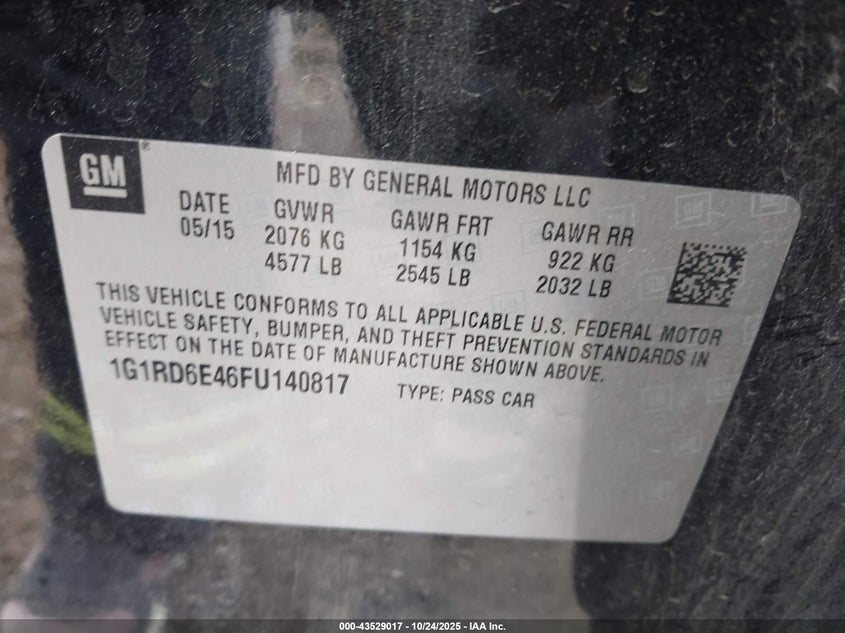 GM®
MFD BY GENERAL MOTORS LLC
DATE GVWR GAWR FRT GAWR RR
05/15 2076 KG 1154 KG 922 KG
4577 LB 2545 LB 2032 LB
THIS VEHICLE CONFORMS TO ALL APPLICABLE U.S. FEDERAL MOTOR
VEHICLE SAFETY, BUMPER, AND THEFT PREVENTION STANDARDS IN
EFFECT ON THE DATE OF MANUFACTURE SHOWN ABOVE.
1G1RD6E46FU140817 TYPE: PASS CAR
000-43529017 - 10/24/2025 - IAA Inc.